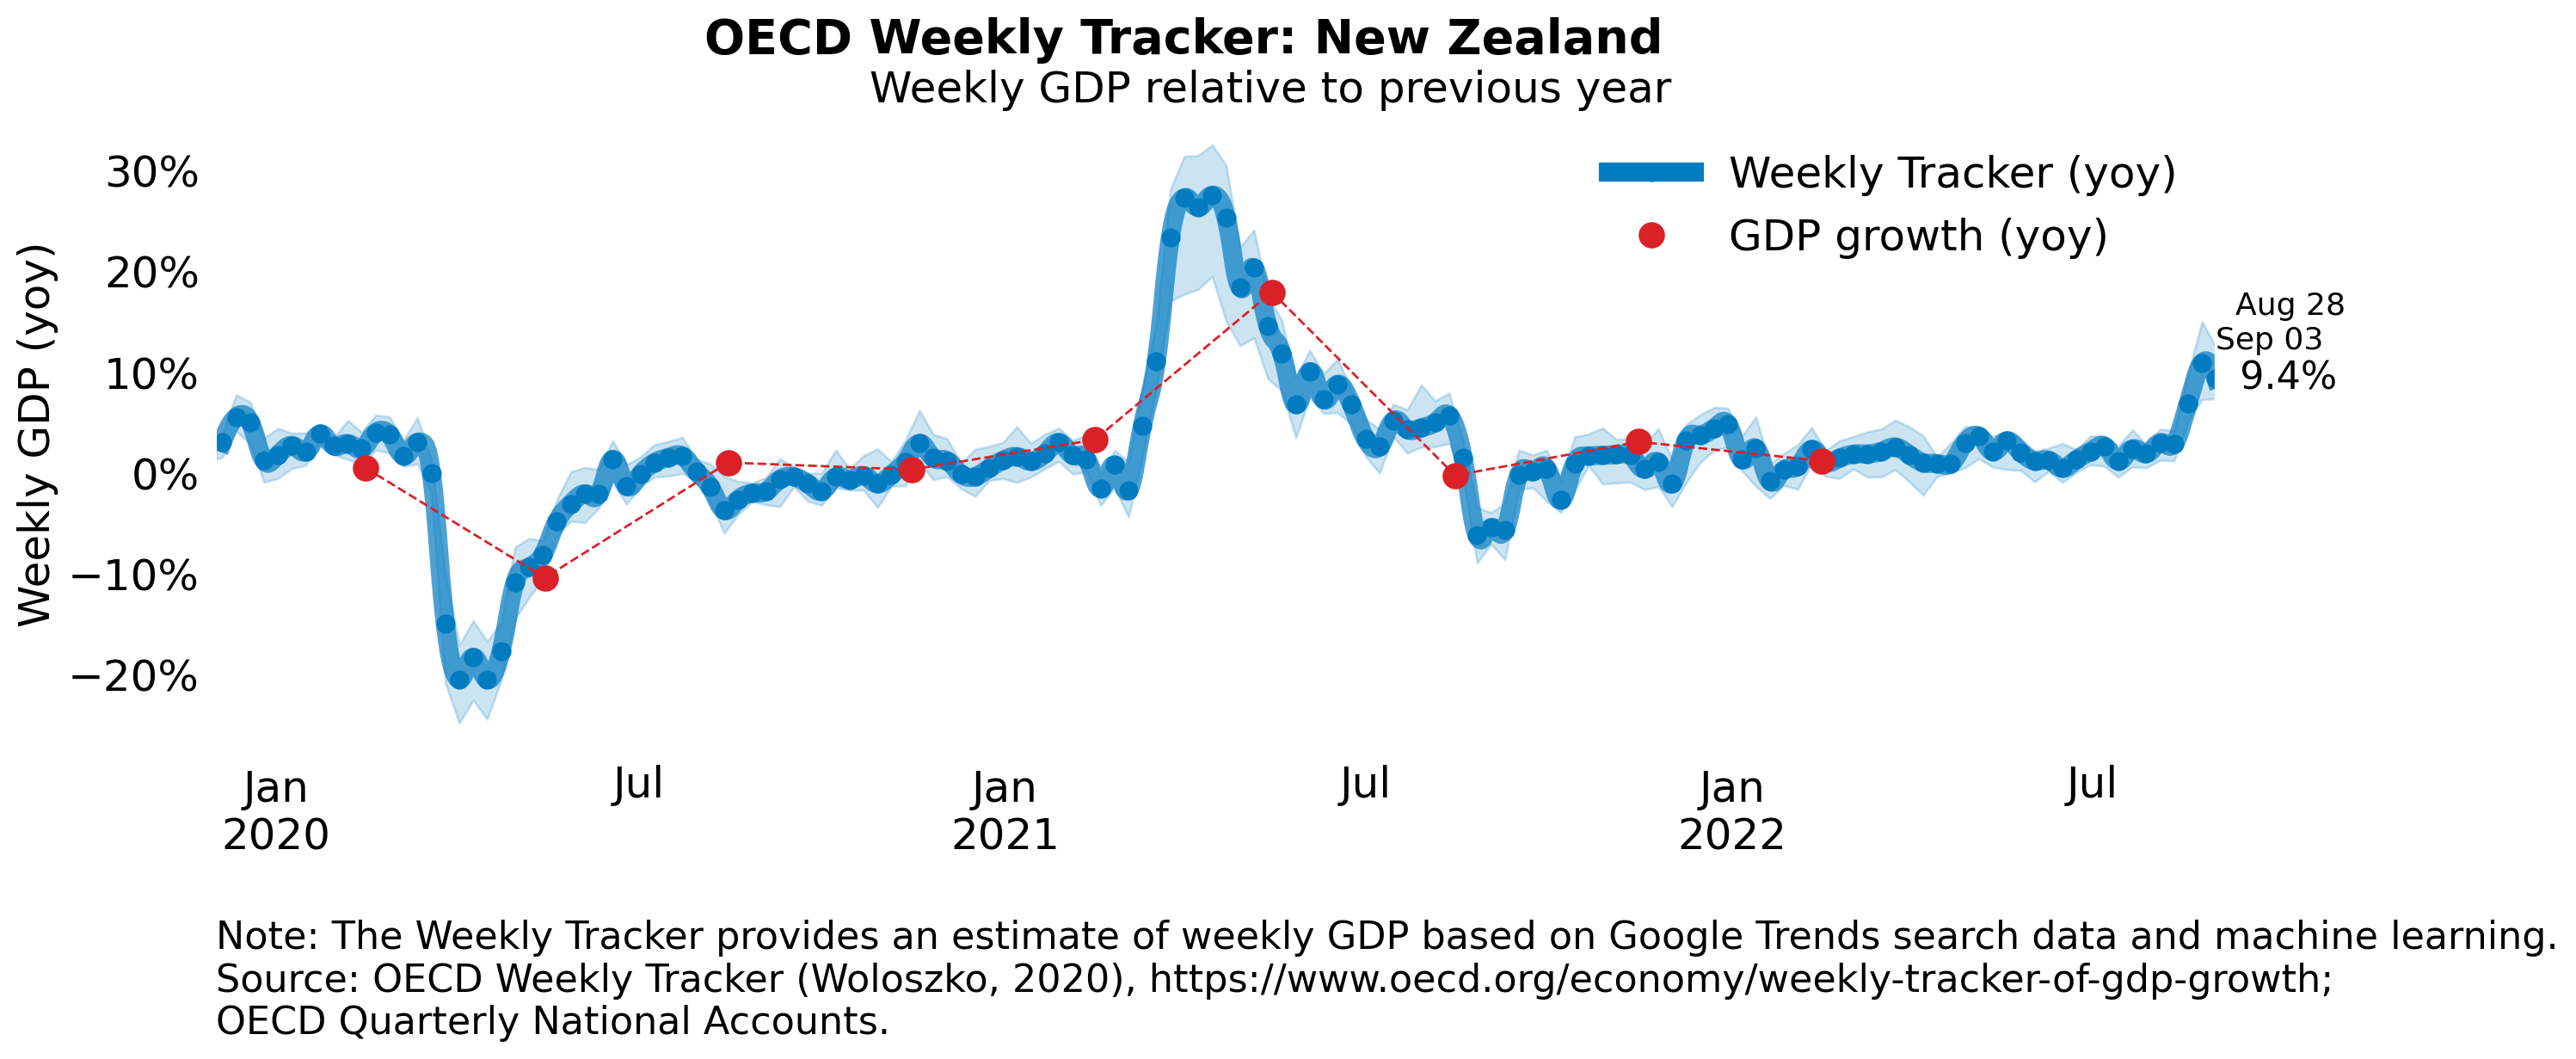 OECD Weekly Tracker: New Zealand
Weekly GDP relative to previous year
Weekly GDP (yoy)
30%
20%
10%
0%
−10%
−20%
Weekly Tracker (yoy)
GDP growth (yoy)
Aug 28
Sep 03
9.4%
Jan
2020
Jul
Jan
2021
Jul
Jan
2022
Jul
Note: The Weekly Tracker provides an estimate of weekly GDP based on Google Trends search data and machine learning.
Source: OECD Weekly Tracker (Woloszko, 2020), https://www.oecd.org/economy/weekly-tracker-of-gdp-growth;
OECD Quarterly National Accounts.